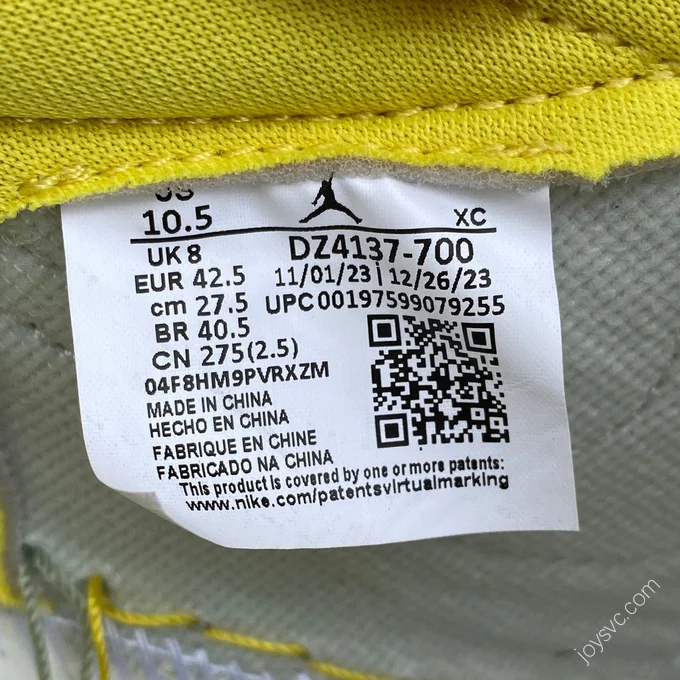 US
10.5
XC
UK 8
DZ4137-700
EUR 42.5
11/01/23 | 12/26/23
cm 27.5
UPC00197599079255
BR 40.5
CN 275(2.5)
04F8HM9PVRXZM
MADE IN CHINA
HECHO EN CHINA
FABRIQUE EN CHINE
FABRICADO NA CHINA
This product is covered by one or more patents:
www.nike.com/patentsvirtualmarking
joysvc.com